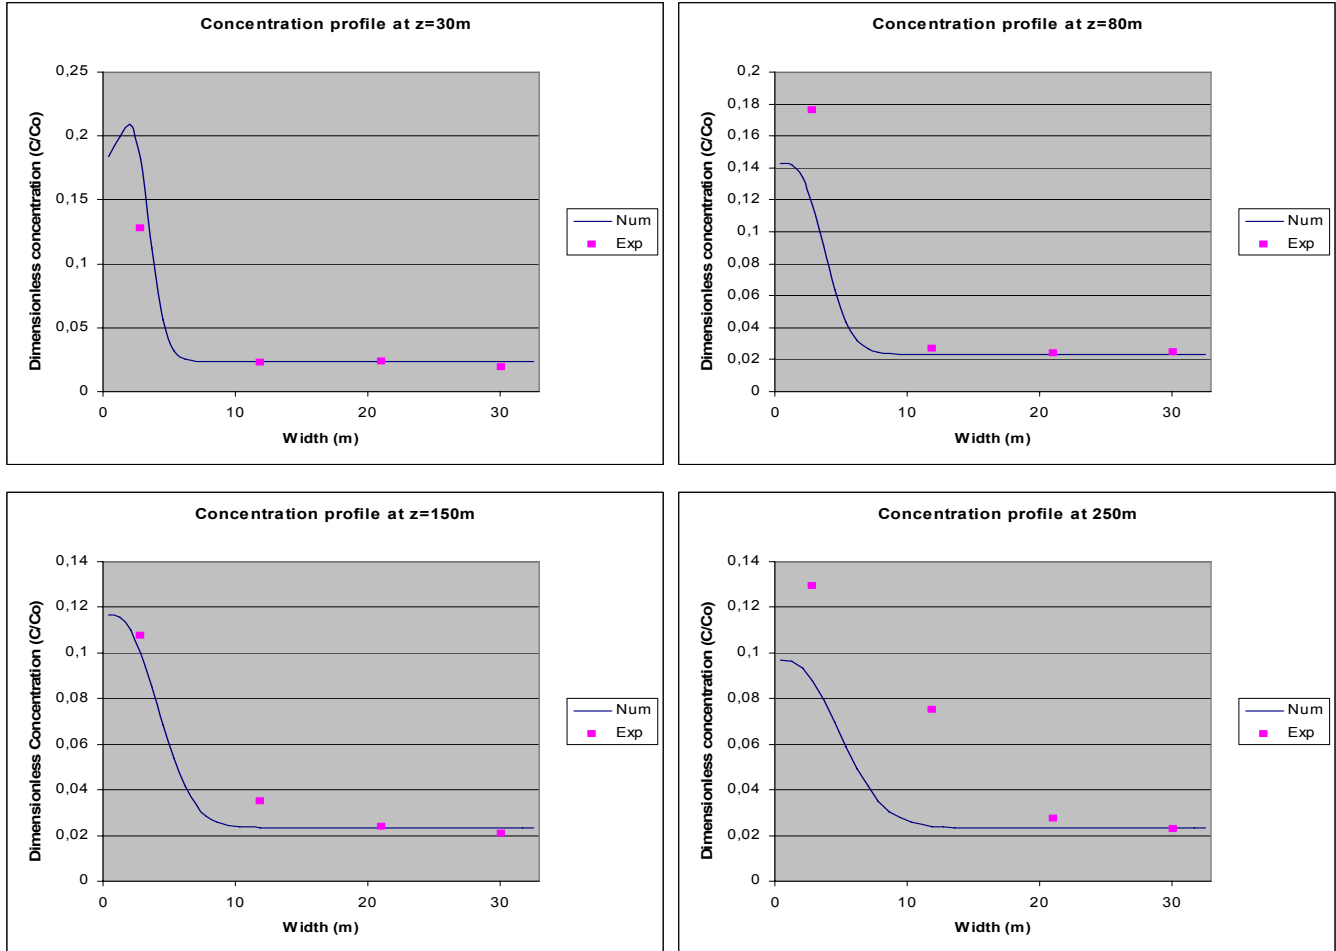 Concentration profile at z=30m
Dimensionless concentration (C/Co)
0,25
0,2
0,15
0,1
0,05
0
0 10 20 30
Width (m)
Num
Exp
Concentration profile at z=80m
Dimensionless concentration (C/Co)
0,2
0,18
0,16
0,14
0,12
0,1
0,08
0,06
0,04
0,02
0
0 10 20 30
Width (m)
Num
Exp
Concentration profile at z=150m
Dimensionless Concentration (C/Co)
0,14
0,12
0,1
0,08
0,06
0,04
0,02
0
0 10 20 30
Width (m)
Num
Exp
Concentration profile at 250m
Dimensionless concentration (C/Co)
0,14
0,12
0,1
0,08
0,06
0,04
0,02
0
0 10 20 30
Width (m)
Num
Exp